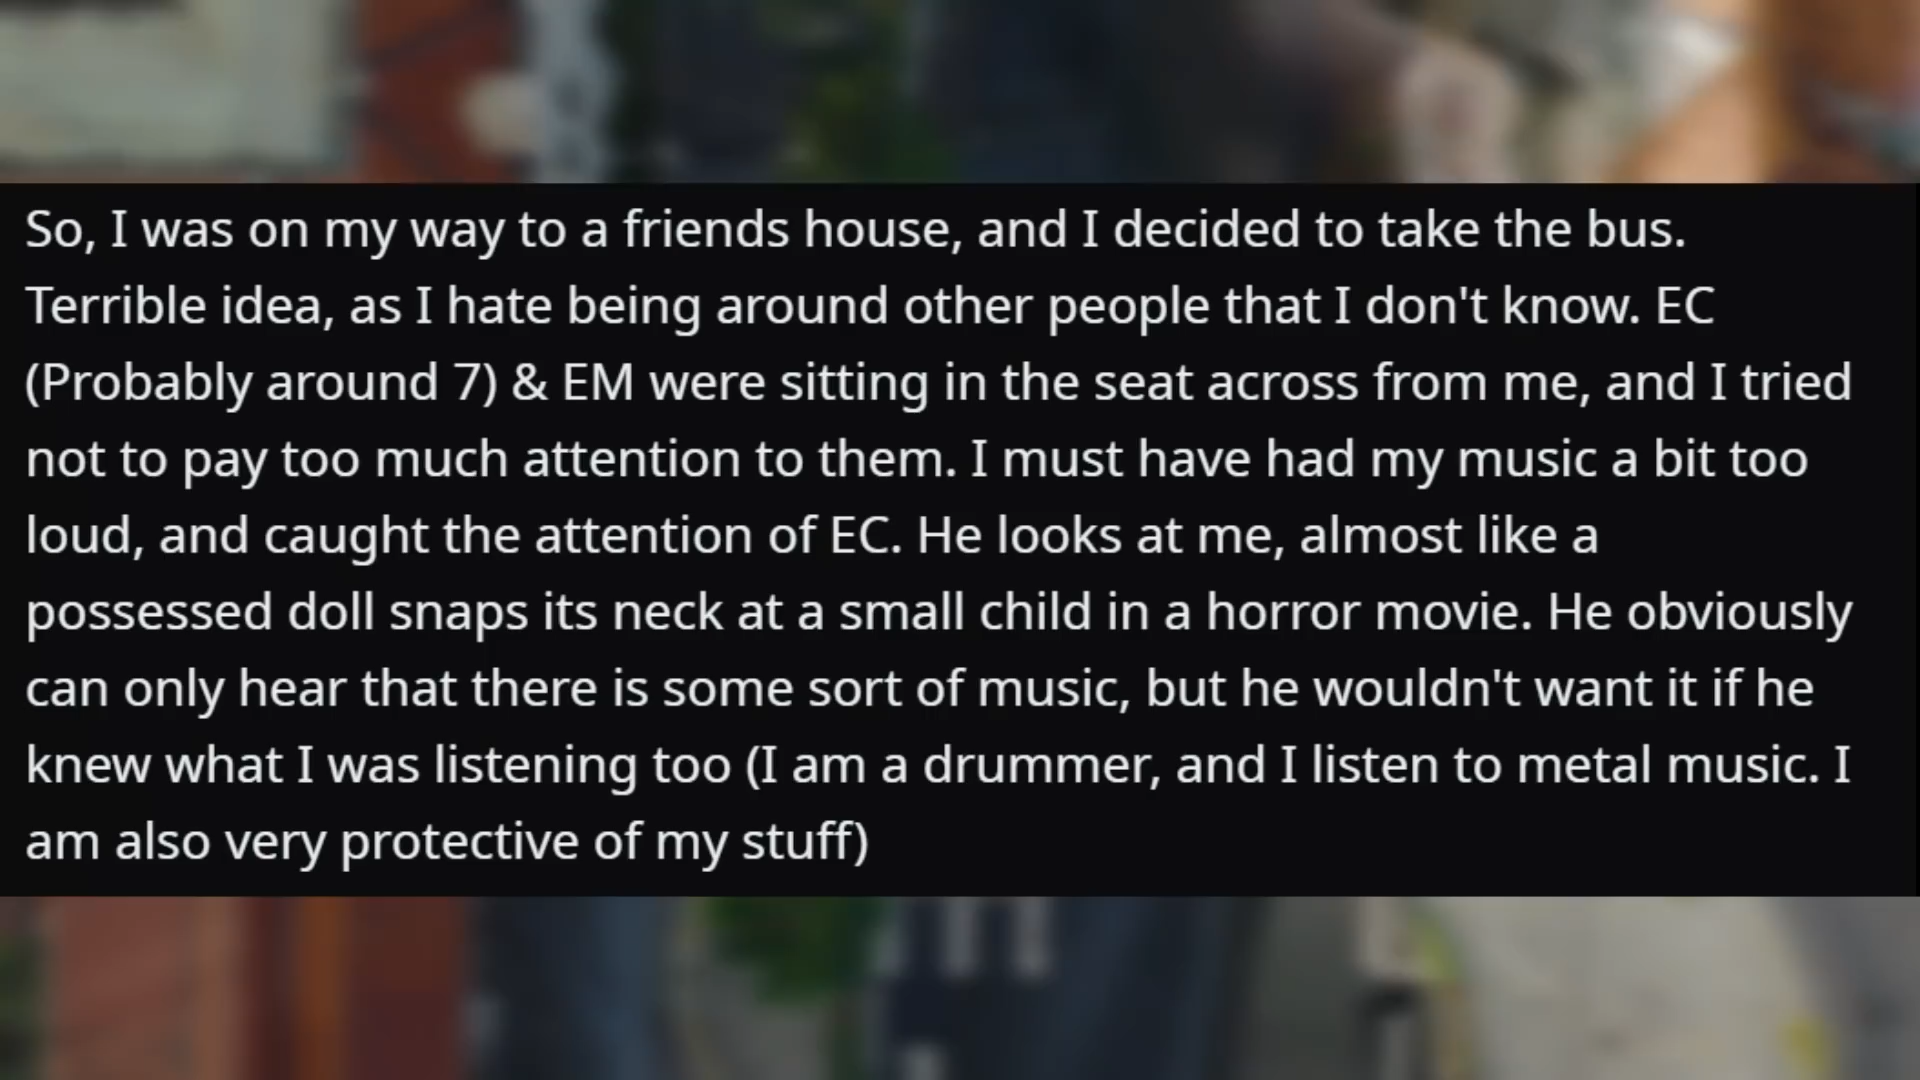 So, I was on my way to a friends house, and I decided to take the bus.
Terrible idea, as I hate being around other people that I don't know. EC
(Probably around 7) & EM were sitting in the seat across from me, and I tried
not to pay too much attention to them. I must have had my music a bit too
loud, and caught the attention of EC. He looks at me, almost like a
possessed doll snaps its neck at a small child in a horror movie. He obviously
can only hear that there is some sort of music, but he wouldn't want it if he
knew what I was listening too (I am a drummer, and I listen to metal music. I
am also very protective of my stuff)